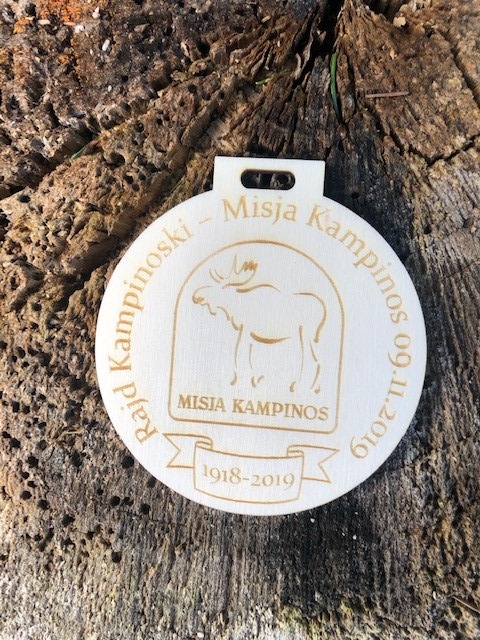 Rajd Kampinoski – Misja Kampinos 09.11.2019
MISJA KAMPINOS
1918-2019